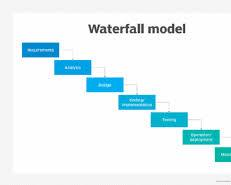 Waterfall model
Requirements
Analysis
Design
Coding/
Implementation
Testing
Operation/
Deployment